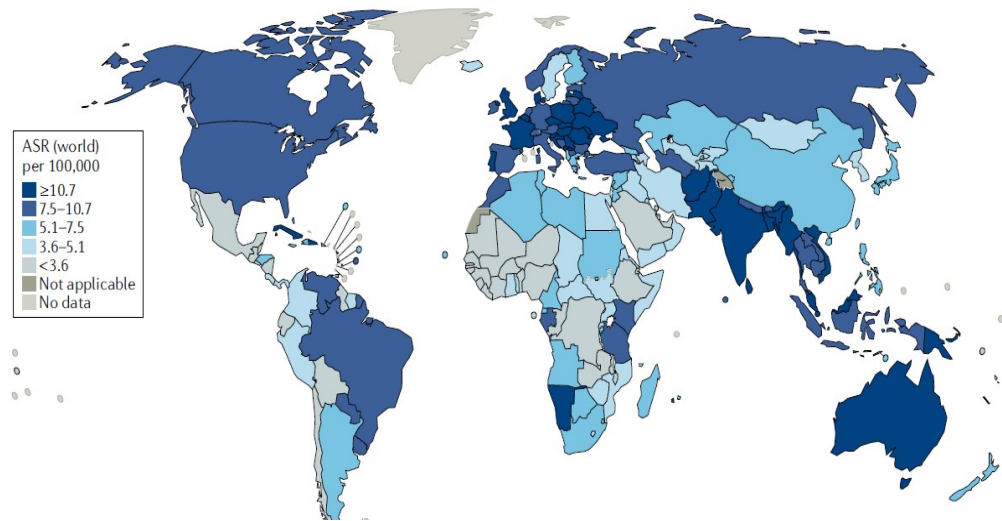 ASR (world)
per 100,000
≥10.7
7.5–10.7
5.1–7.5
3.6–5.1
<3.6
Not applicable
No data